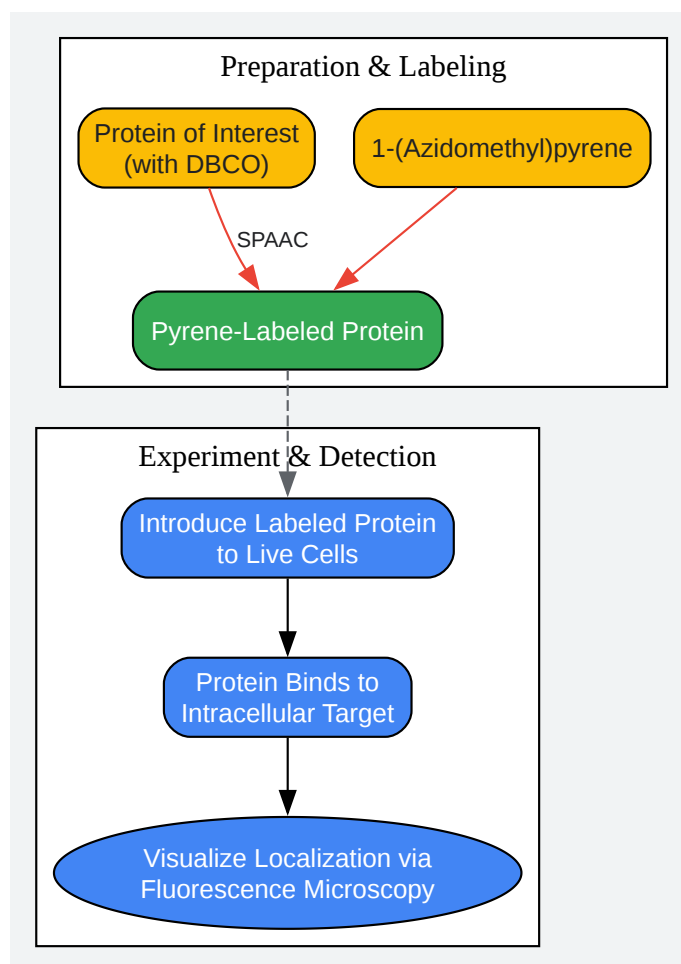 Preparation & Labeling
Protein of Interest
(with DBCO)
1-(Azidomethyl)pyrene
SPAAC
Pyrene-Labeled Protein
Experiment & Detection
Introduce Labeled Protein
to Live Cells
Protein Binds to
Intracellular Target
Visualize Localization via
Fluorescence Microscopy